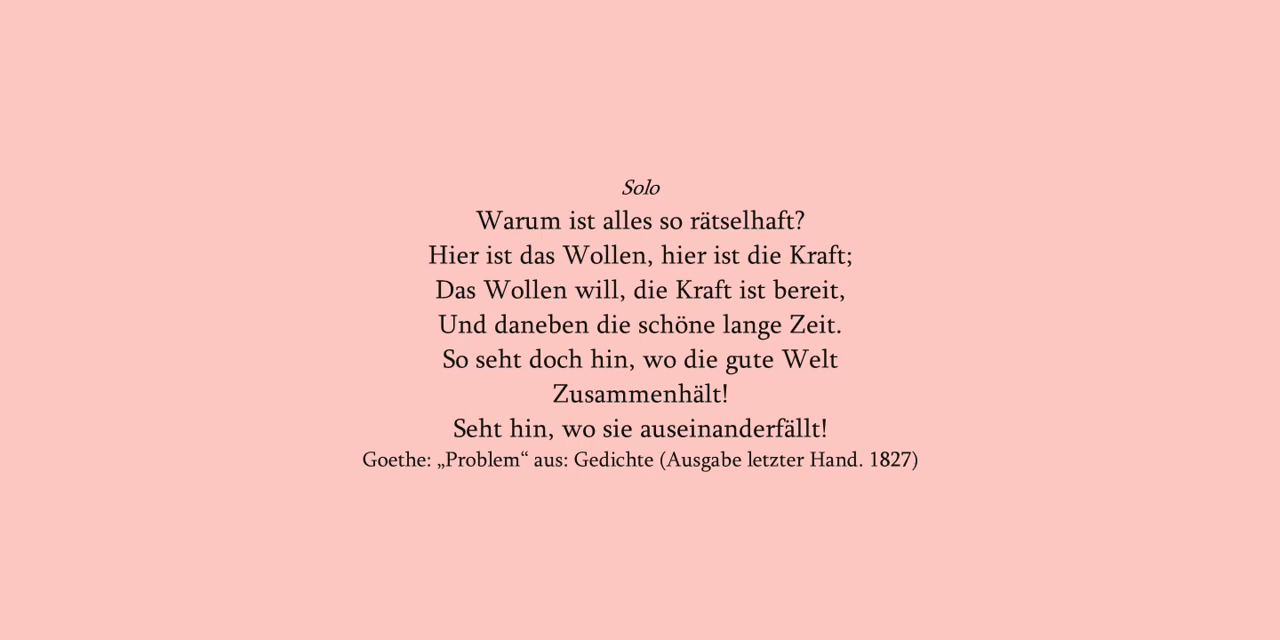 Solo
Warum ist alles so rätselhaft?
Hier ist das Wollen, hier ist die Kraft;
Das Wollen will, die Kraft ist bereit,
Und daneben die schöne lange Zeit.
So seht doch hin, wo die gute Welt
Zusammenhält!
Seht hin, wo sie auseinanderfällt!
Goethe: „Problem“ aus: Gedichte (Ausgabe letzter Hand. 1827)